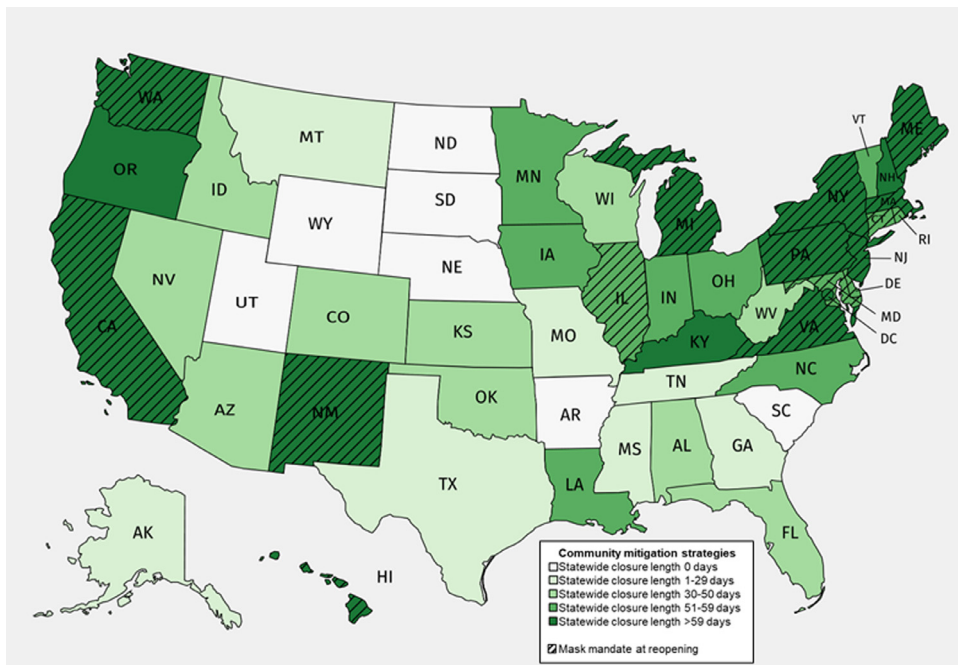 WA
MT
ND
VT
ME
OR
ID
MN
WI
NH
SD
NY
MA
WY
MI
CT
RI
NE
IA
PA
NJ
NV
UT
IL
IN
OH
DE
CO
WV
MD
CA
KS
MO
KY
VA
DC
TN
NC
AZ
NM
OK
AR
SC
MS
AL
GA
TX
LA
AK
FL
HI
Community mitigation strategies
Statewide closure length 0 days
Statewide closure length 1-29 days
Statewide closure length 30-50 days
Statewide closure length 51-59 days
Statewide closure length >59 days
Mask mandate at reopening